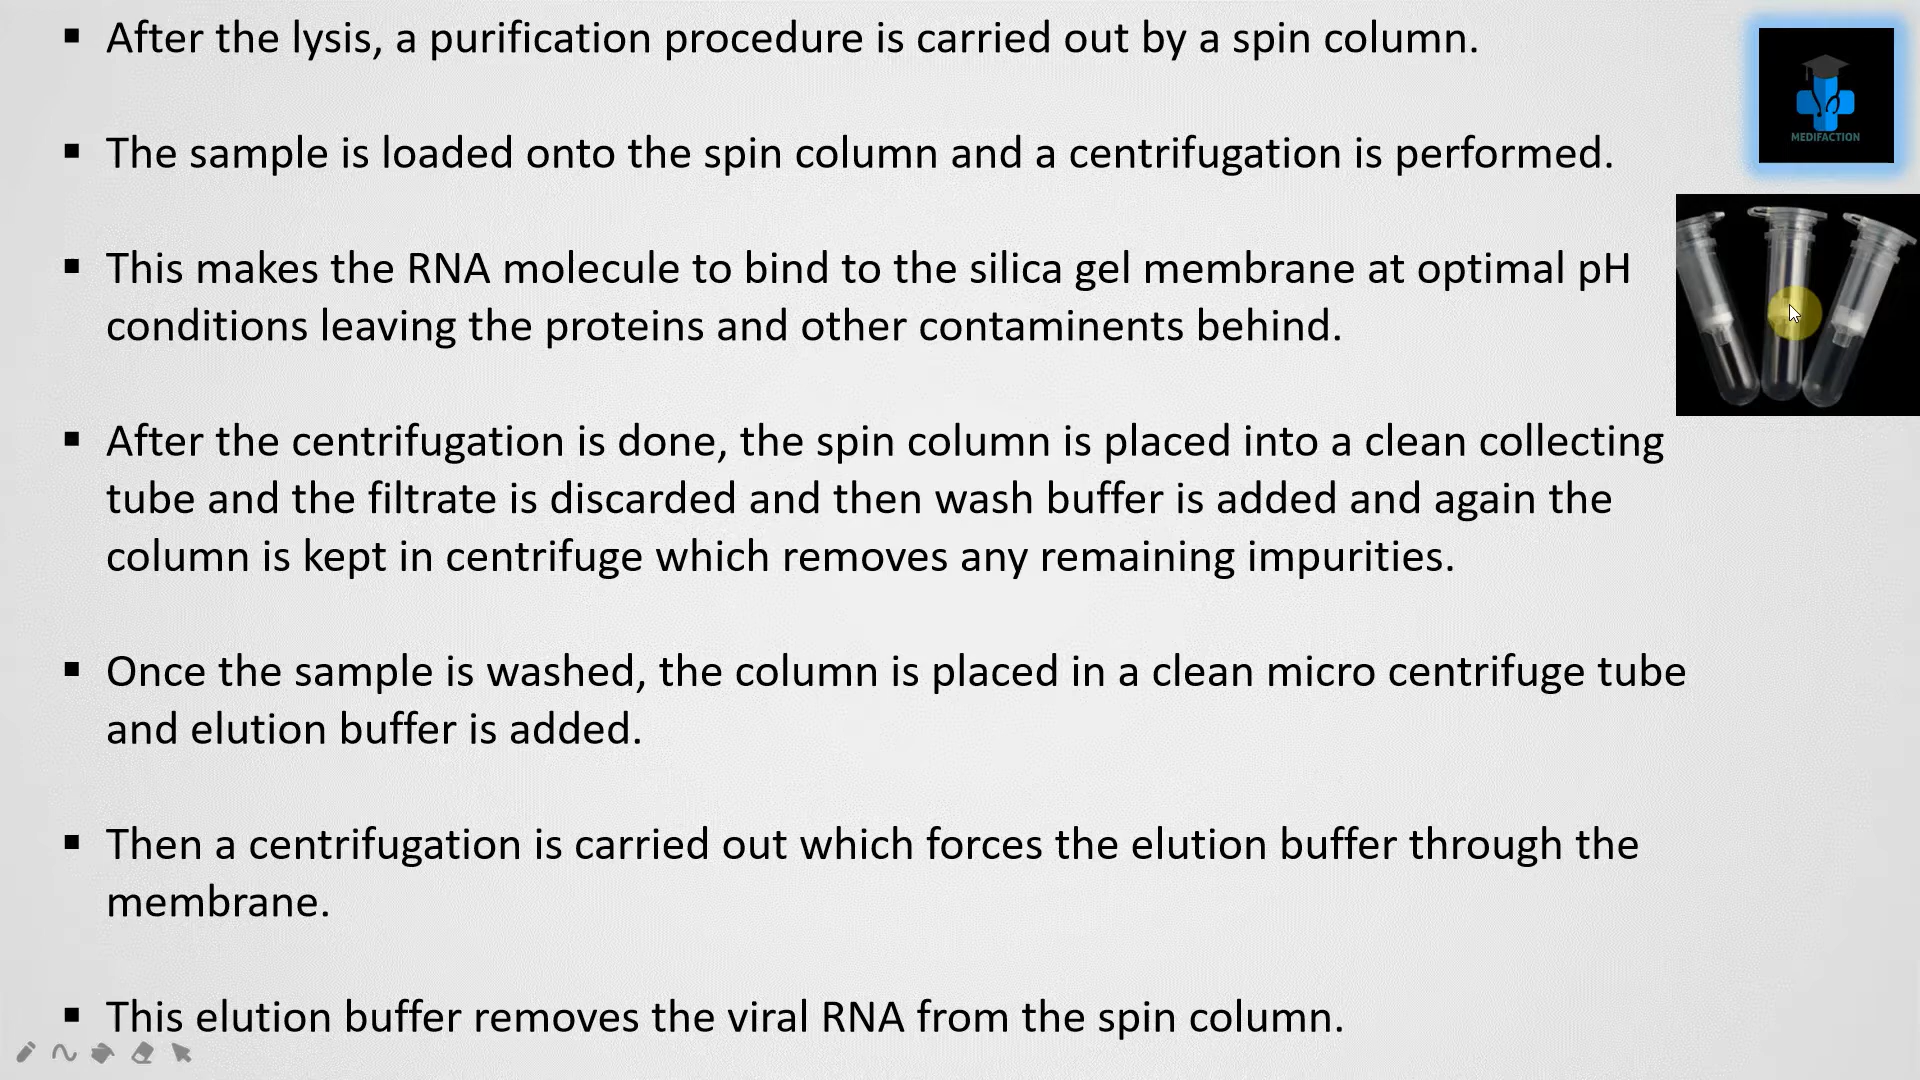 ▪ After the lysis, a purification procedure is carried out by a spin column.
▪ The sample is loaded onto the spin column and a centrifugation is performed.
▪ This makes the RNA molecule to bind to the silica gel membrane at optimal pH
conditions leaving the proteins and other contaminents behind.
▪ After the centrifugation is done, the spin column is placed into a clean collecting
tube and the filtrate is discarded and then wash buffer is added and again the
column is kept in centrifuge which removes any remaining impurities.
▪ Once the sample is washed, the column is placed in a clean micro centrifuge tube
and elution buffer is added.
▪ Then a centrifugation is carried out which forces the elution buffer through the
membrane.
▪ This elution buffer removes the viral RNA from the spin column.
MEDIFACTION